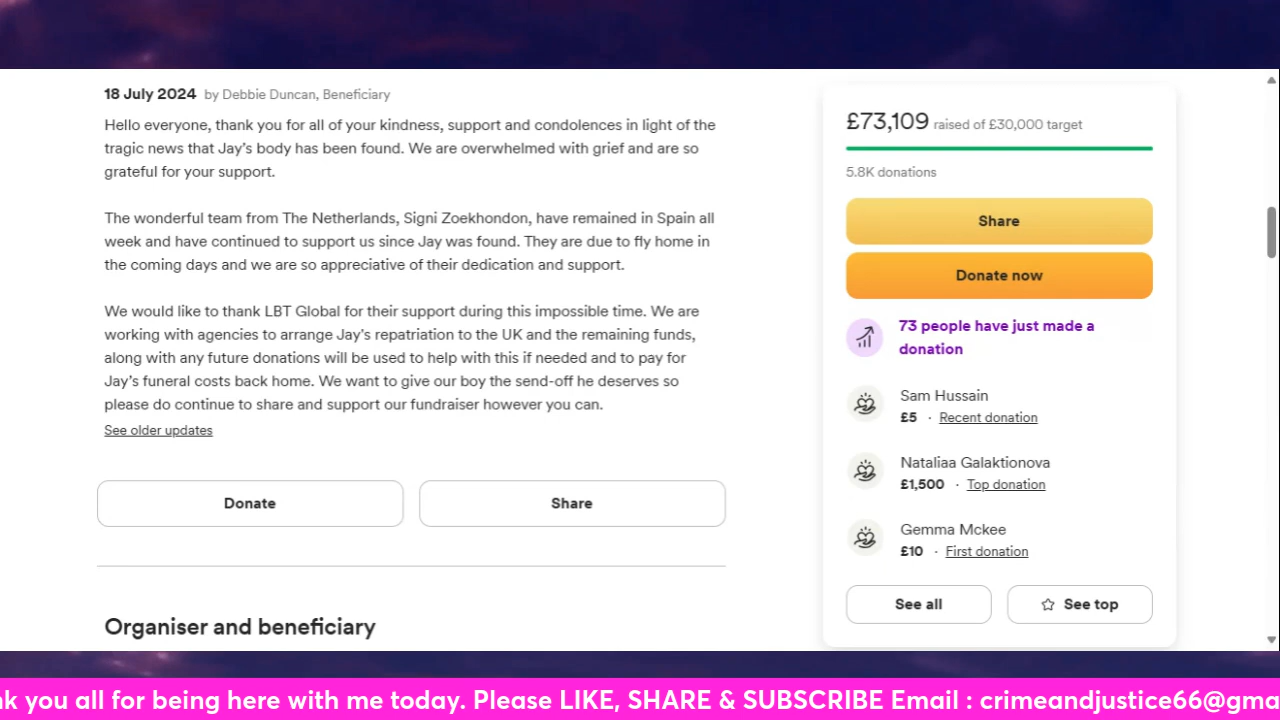 18 July 2024 by Debbie Duncan, Beneficiary
Hello everyone, thank you for all of your kindness, support and condolences in light of the
tragic news that Jay's body has been found. We are overwhelmed with grief and are so
grateful for your support.
The wonderful team from The Netherlands, Signi Zoekhondon, have remained in Spain all
week and have continued to support us since Jay was found. They are due to fly home in
the coming days and we are so appreciative of their dedication and support.
We would like to thank LBT Global for their support during this impossible time. We are
working with agencies to arrange Jay's repatriation to the UK and the remaining funds,
along with any future donations will be used to help with this if needed and to pay for
Jay's funeral costs back home. We want to give our boy the send-off he deserves so
please do continue to share and support our fundraiser however you can.
See older updates
Donate
Share
Organiser and beneficiary
£73,109 raised of £30,000 target
5.8K donations
Share
Donate now
73 people have just made a
donation
Sam Hussain
£5 · Recent donation
Nataliaa Galaktionova
£1,500 · Top donation
Gemma Mckee
£10 · First donation
See all
See top
nk you all for being here with me today. Please LIKE, SHARE & SUBSCRIBE Email : crimeandjustice66@gma